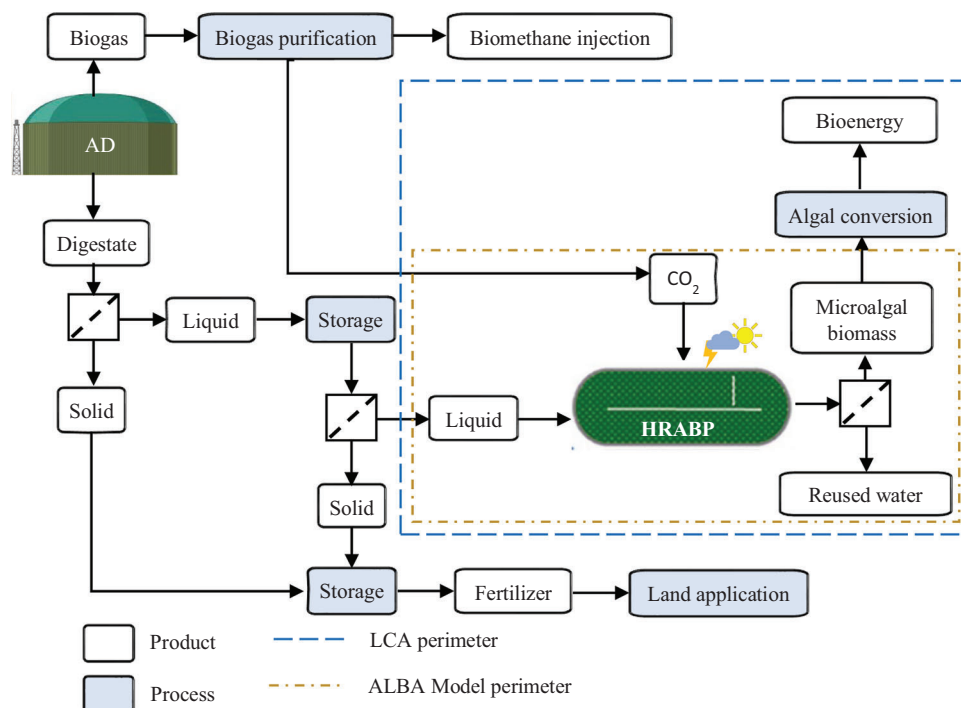 Biogas
Biogas purification
Biomethane injection
AD
Bioenergy
Digestate
Algal conversion
CO2
Liquid
Storage
Microalgal
biomass
Solid
Liquid
HRABP
Solid
Reused water
Storage
Fertilizer
Land application
Product
LCA perimeter
Process
ALBA Model perimeter